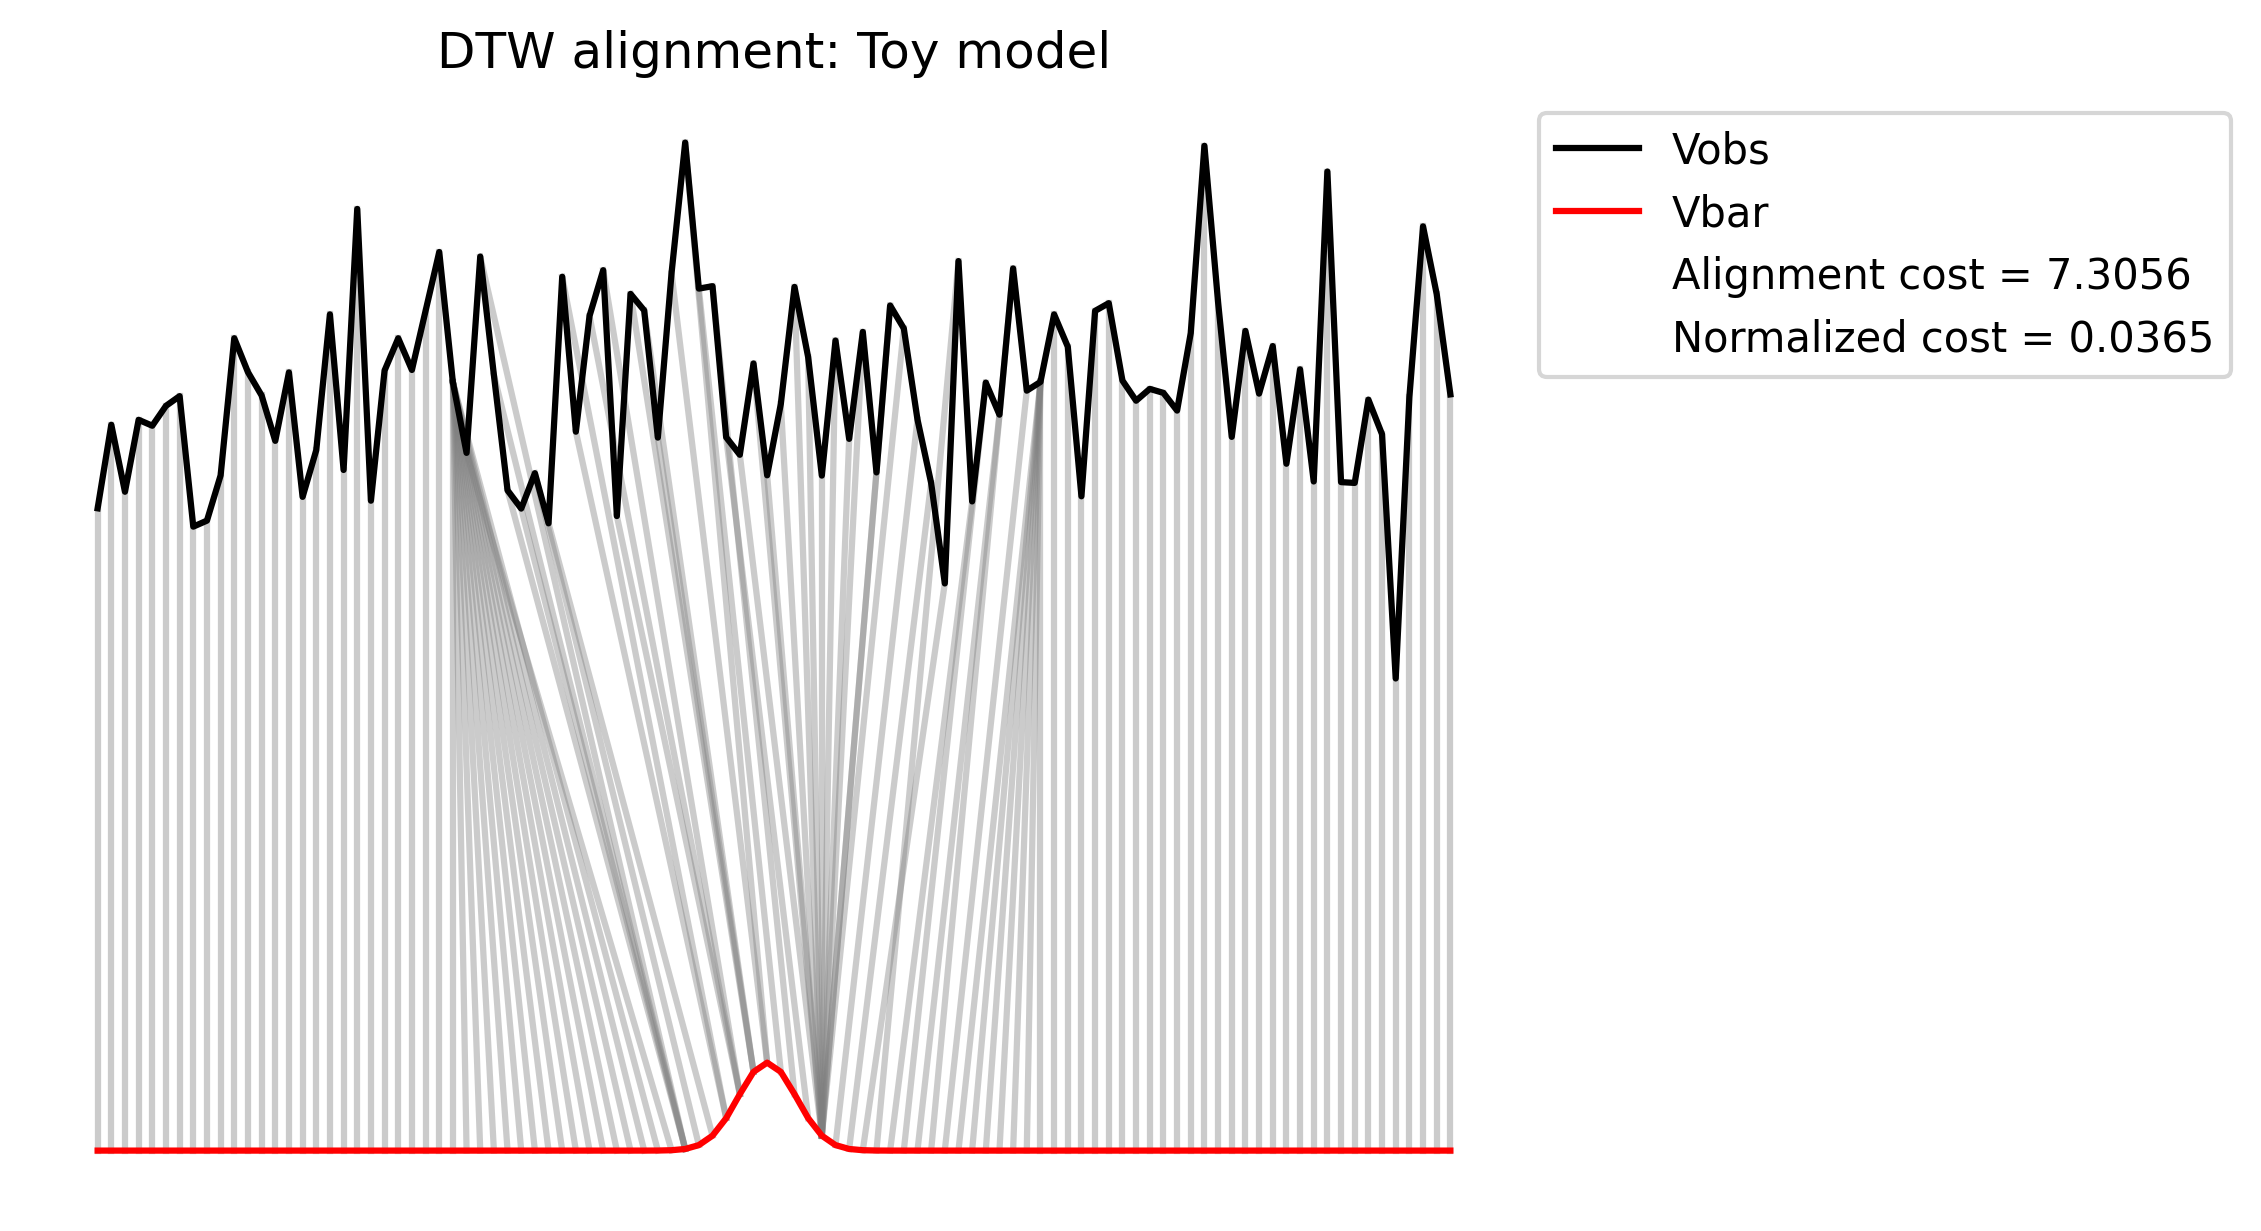 DTW alignment: Toy model
Vobs
Vbar
Alignment cost = 7.3056
Normalized cost = 0.0365